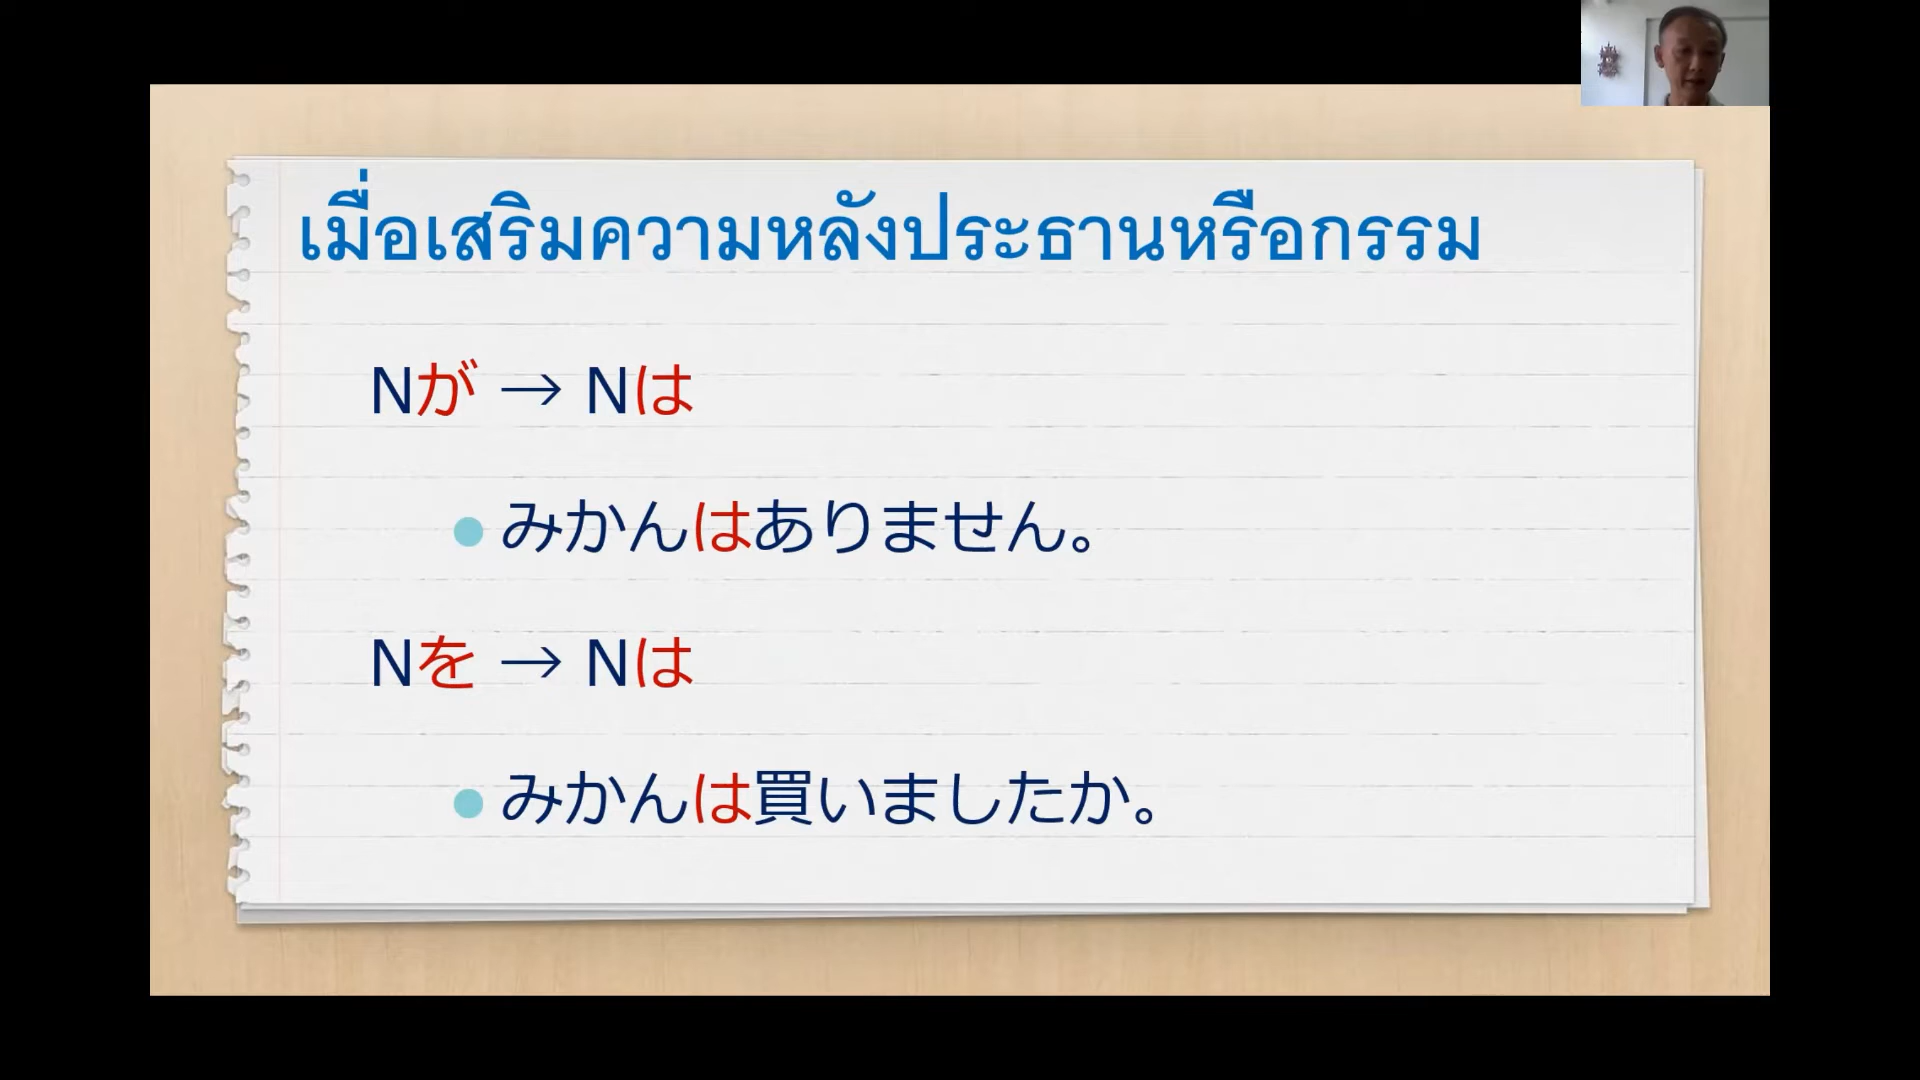 เมื่อเสริมความหลังประธานหรือกรรม
Nが → Nは
みかんはありません。
Nを → Nは
みかんは買いましたか。